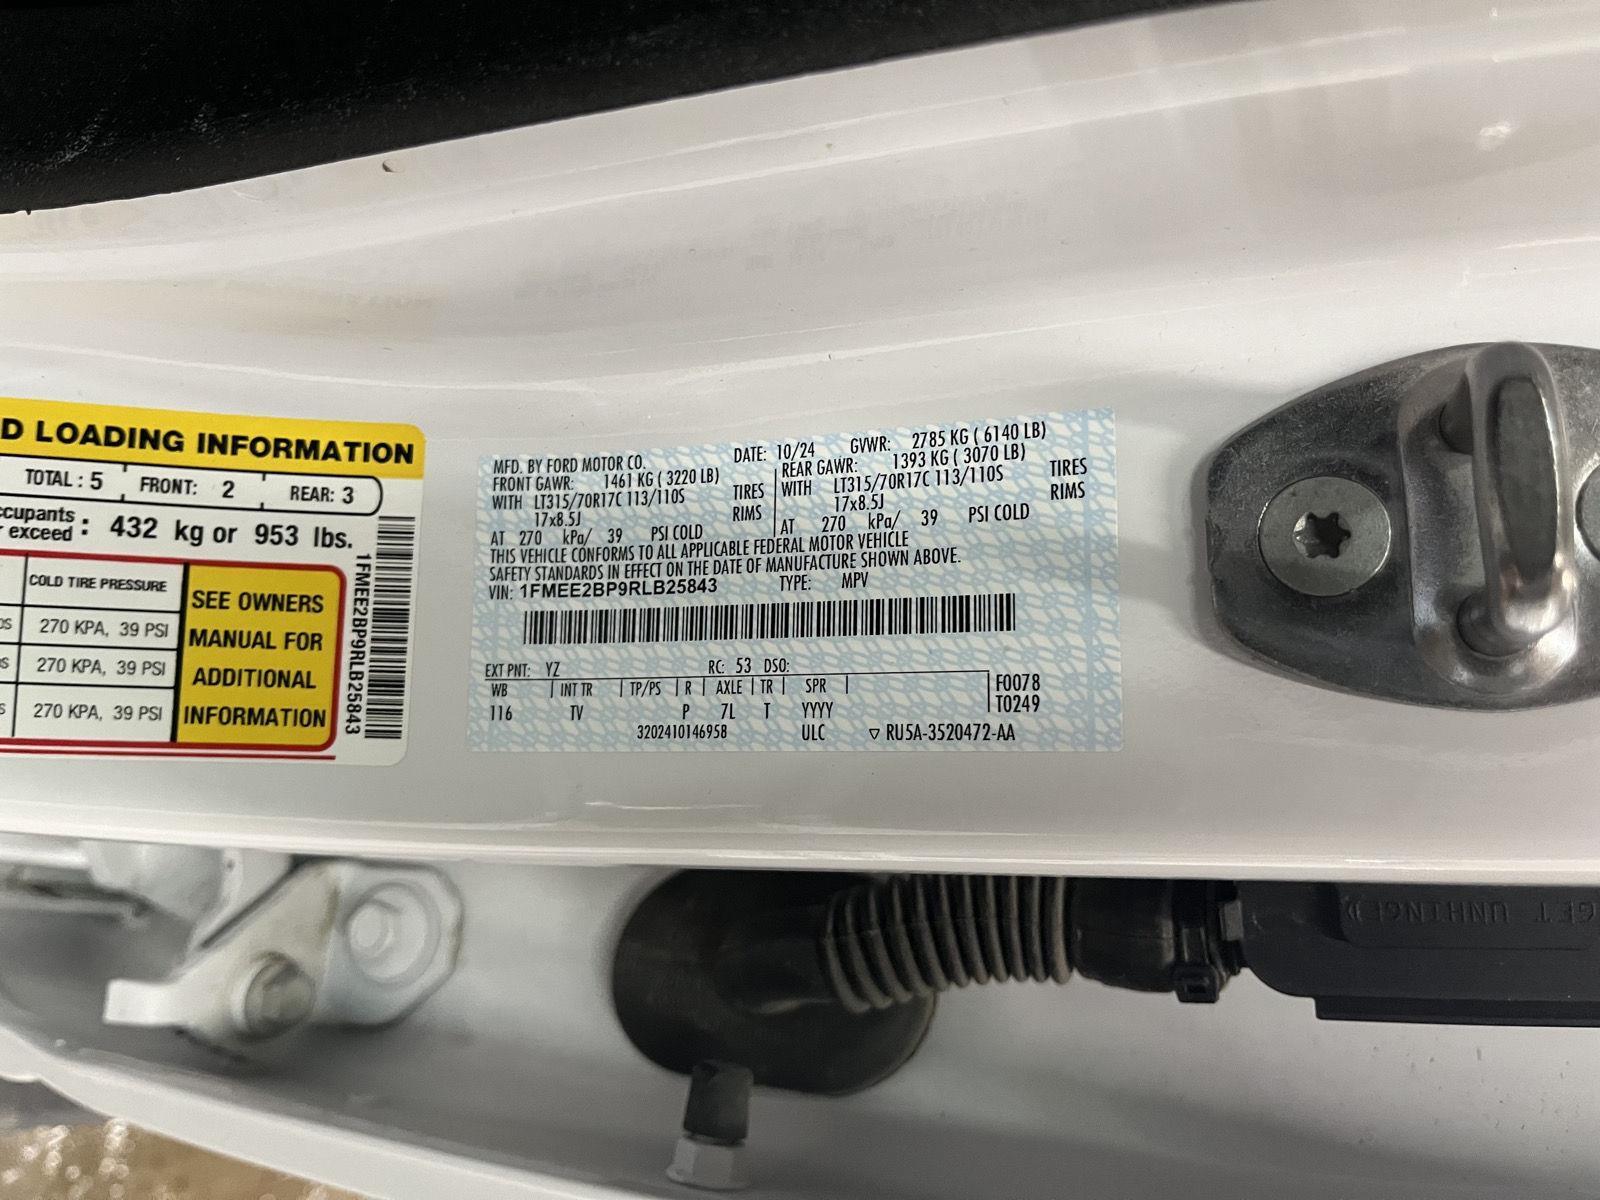 D LOADING INFORMATION
TOTAL : 5 FRONT: 2 REAR: 3
ccupants
r exceed : 432 kg or 953 lbs.
COLD TIRE PRESSURE
270 KPA, 39 PSI
270 KPA, 39 PSI
270 KPA, 39 PSI
SEE OWNERS
MANUAL FOR
ADDITIONAL
INFORMATION
1FMEE2BP9RLB25843
MFD. BY FORD MOTOR CO. DATE: 10/24 GVWR: 2785 KG ( 6140 LB)
FRONT GAWR: 1461 KG ( 3220 LB) REAR GAWR: 1393 KG ( 3070 LB)
WITH LT315/70R17C 113/110S TIRES WITH LT315/70R17C 113/110S TIRES
17x8.5J RIMS 17x8.5J RIMS
AT 270 kPa/ 39 PSI COLD AT 270 kPa/ 39 PSI COLD
THIS VEHICLE CONFORMS TO ALL APPLICABLE FEDERAL MOTOR VEHICLE
SAFETY STANDARDS IN EFFECT ON THE DATE OF MANUFACTURE SHOWN ABOVE.
VIN: 1FMEE2BP9RLB25843 TYPE: MPV
EXT PNT: YZ RC: 53 DSO:
WB INT TR TP/PS R AXLE TR SPR F0078
116 TV P 7L T YYYY T0249
3202410146958 ULC ▽ RU5A-3520472-AA
GET UNHINGED